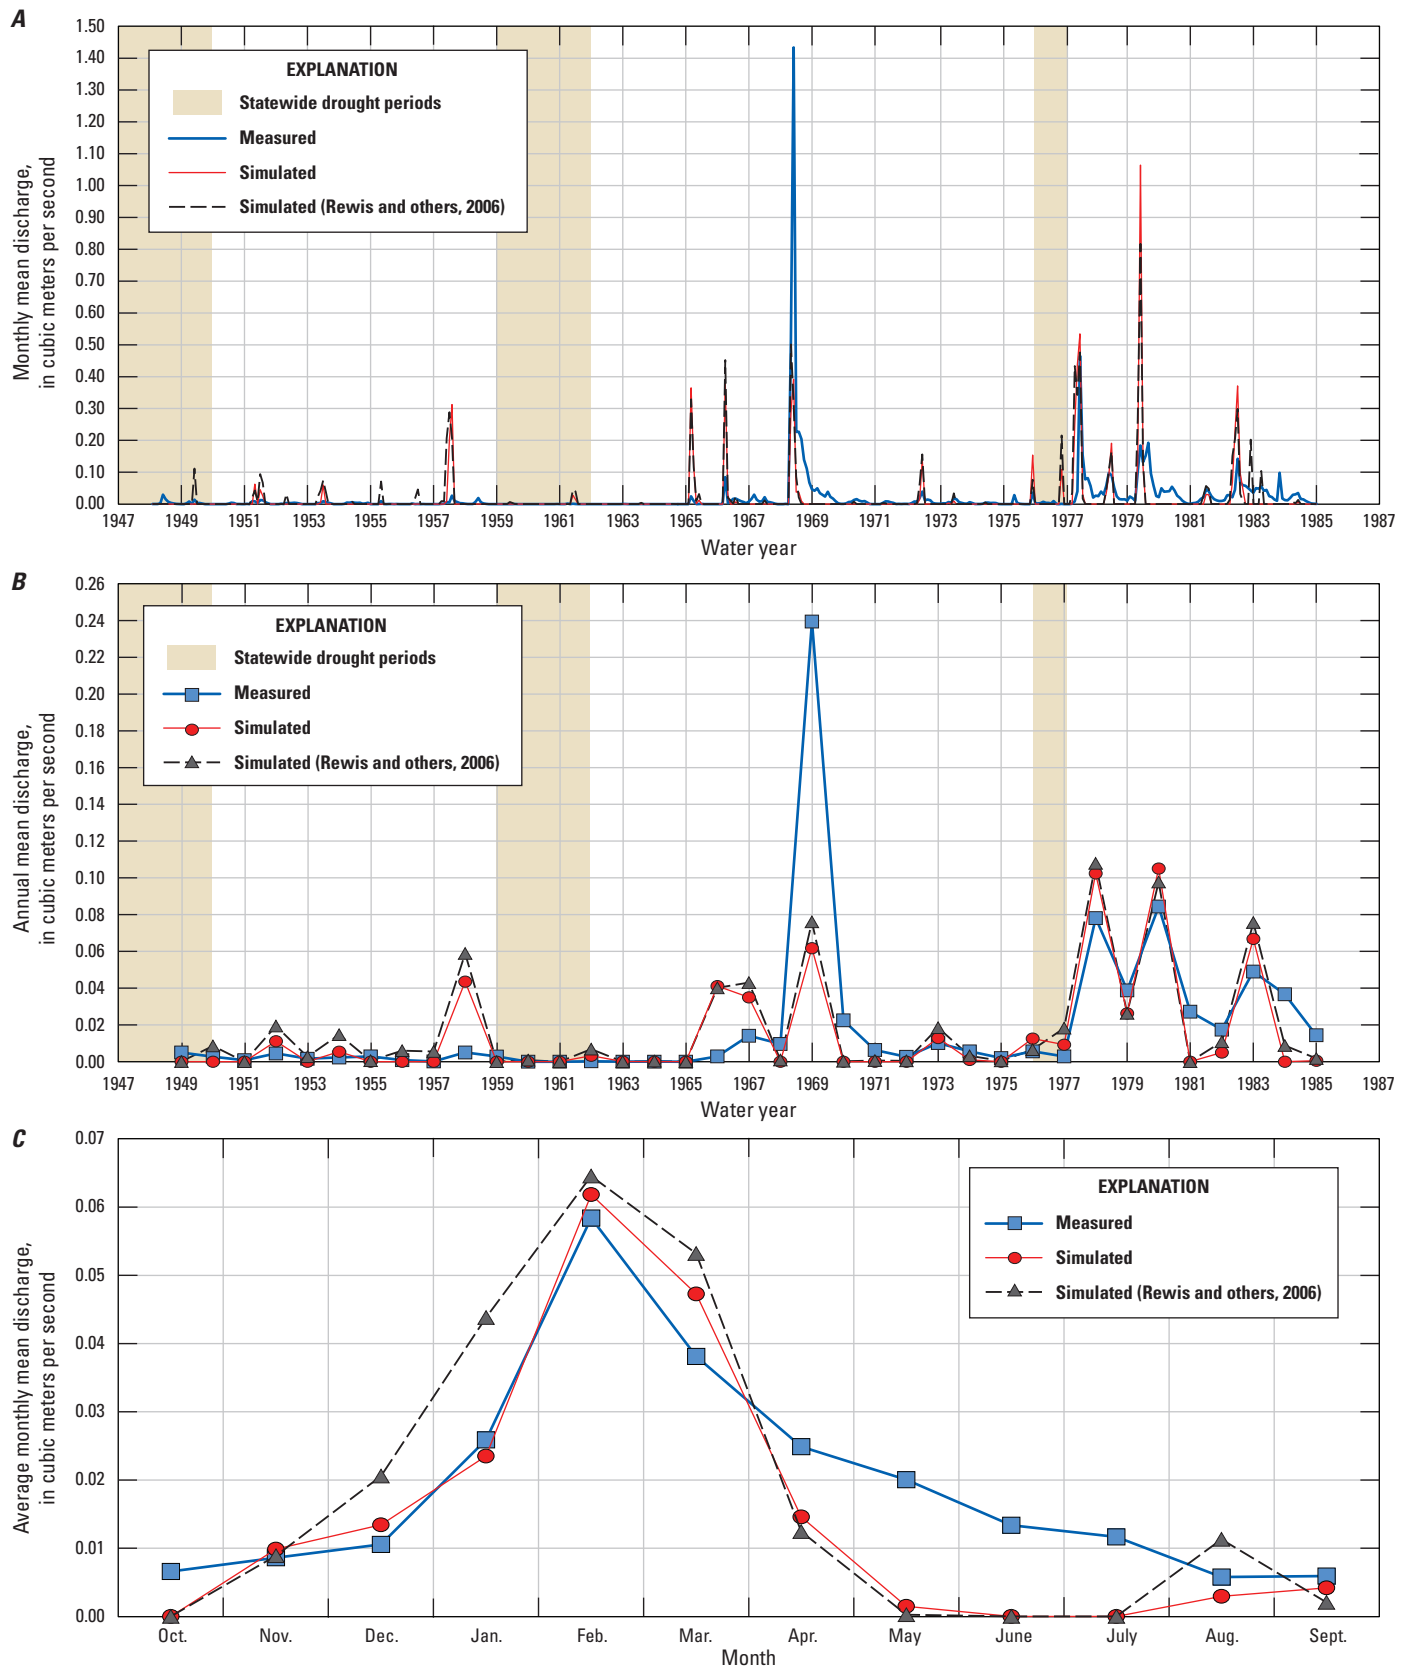 A
Monthly mean discharge,
in cubic meters per second
1.50
1.40
1.30
1.20
1.10
1.00
0.90
0.80
0.70
0.60
0.50
0.40
0.30
0.20
0.10
0.00
EXPLANATION
Statewide drought periods
Measured
Simulated
Simulated (Rewis and others, 2006)
1947 1949 1951 1953 1955 1957 1959 1961 1963 1965 1967 1969 1971 1973 1975 1977 1979 1981 1983 1985 1987
Water year
B
Annual mean discharge,
in cubic meters per second
0.26
0.24
0.22
0.20
0.18
0.16
0.14
0.12
0.10
0.08
0.06
0.04
0.02
0.00
EXPLANATION
Statewide drought periods
Measured
Simulated
Simulated (Rewis and others, 2006)
1947 1949 1951 1953 1955 1957 1959 1961 1963 1965 1967 1969 1971 1973 1975 1977 1979 1981 1983 1985 1987
Water year
C
Average monthly mean discharge,
in cubic meters per second
0.07
0.06
0.05
0.04
0.03
0.02
0.01
0.00
EXPLANATION
Measured
Simulated
Simulated (Rewis and others, 2006)
Oct. Nov. Dec. Jan. Feb. Mar. Apr. May June July Aug. Sept.
Month